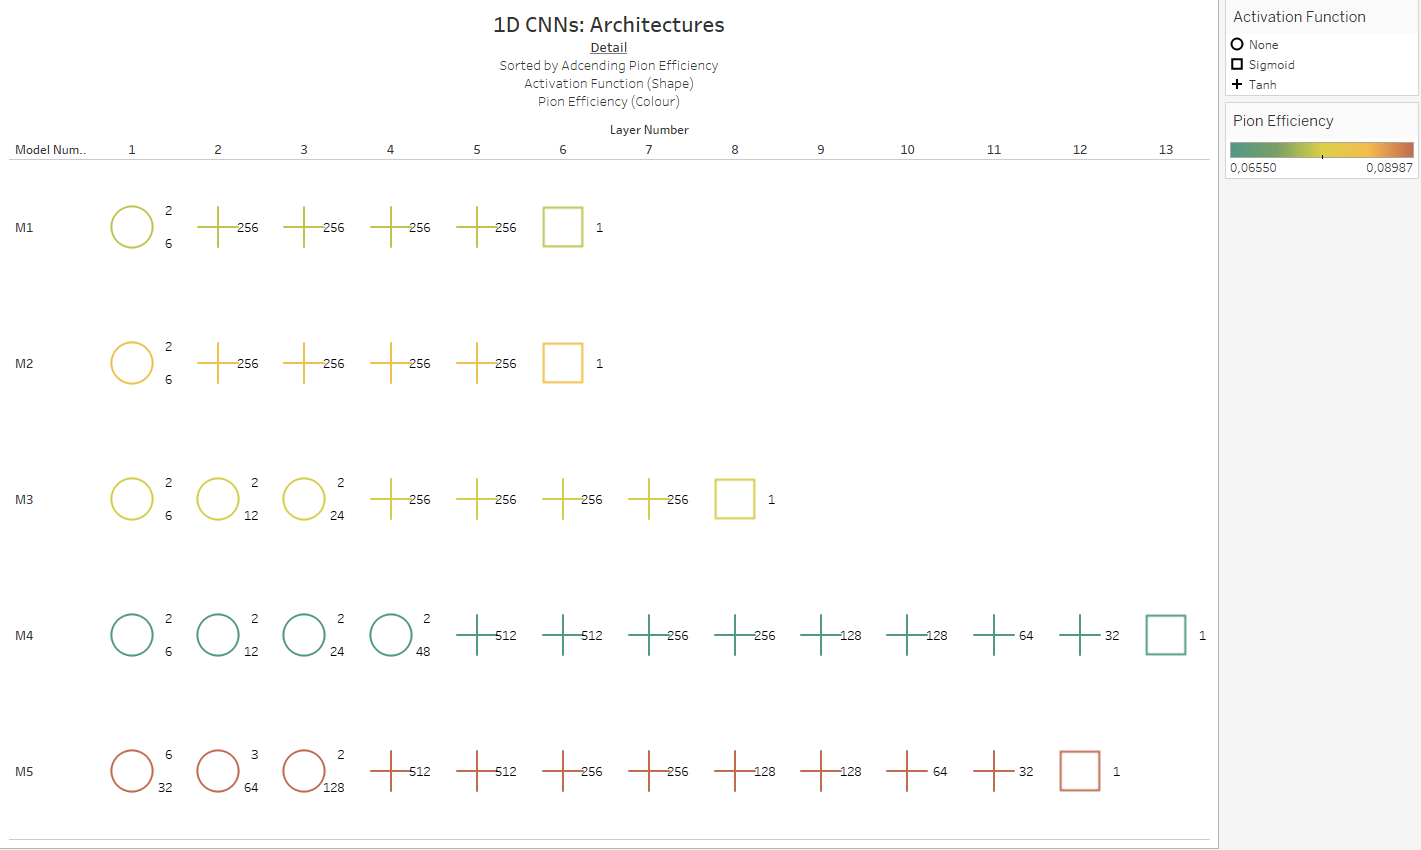 1D CNNs: Architectures
Detail
Sorted by Adcending Pion Efficiency
Activation Function (Shape)
Pion Efficiency (Colour)
Layer Number
Model Num.. 1 2 3 4 5 6 7 8 9 10 11 12 13
2
M1 256 256 256 256 1
6
2
M2 256 256 256 256 1
6
2 2 2
M3 256 256 256 256 1
6 12 24
2 2 2 2
M4 512 512 256 256 128 128 64 32 1
6 12 24 48
6 3 2
M5 512 512 256 256 128 128 64 32 1
32 64 128
Activation Function
None
Sigmoid
Tanh
Pion Efficiency
0,06550 0,08987